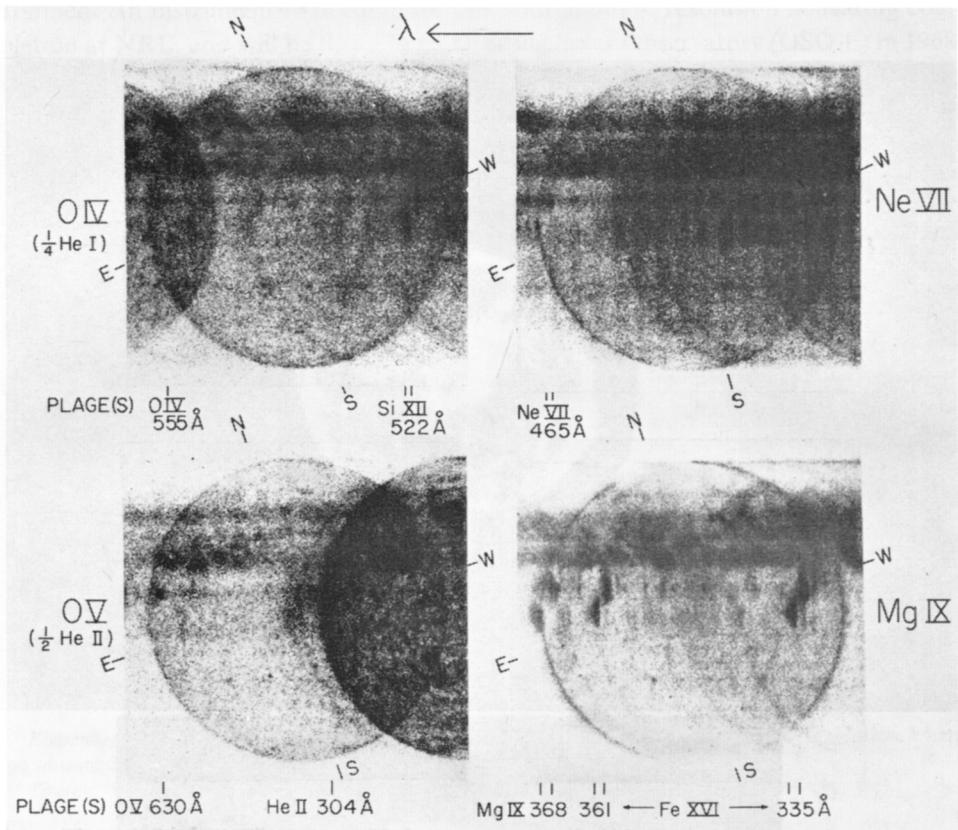 N λ N
W W
O IV
(¼ He I)
Ne VII
E E
S S
PLAGE(S) O IV Si XII Ne VII
555 Å 522 Å 465 Å
N N
W W
O V
(½ He II)
Mg IX
E E
S S
PLAGE(S) O V 630 Å He II 304 Å Mg IX 368 361 ← Fe XVI → 335 Å